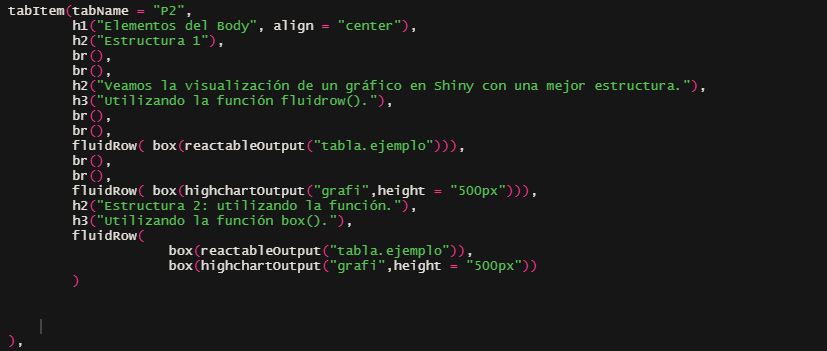 tabItem(tabName = "P2",
h1("Elementos del Body", align = "center"),
h2("Estructura 1"),
br(),
br(),
h2("Veamos la visualización de un gráfico en Shiny con una mejor estructura."),
h3("Utilizando la función fluidrow()."),
br(),
br(),
fluidRow( box(reactableOutput("tabla.ejemplo"))),
br(),
br(),
fluidRow( box(highchartOutput("grafi",height = "500px"))),
h2("Estructura 2: utilizando la función."),
h3("Utilizando la función box()."),
fluidRow(
box(reactableOutput("tabla.ejemplo")),
box(highchartOutput("grafi",height = "500px"))
)
),